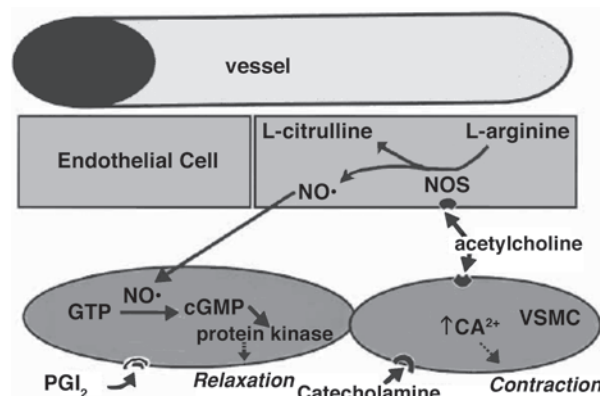 vessel
L-citrulline
L-arginine
Endothelial Cell
NO•
NOS
acetylcholine
NO•
GTP
cGMP
protein kinase
↑CA²⁺
VSMC
PGI₂
Relaxation
Catecholamine
Contraction